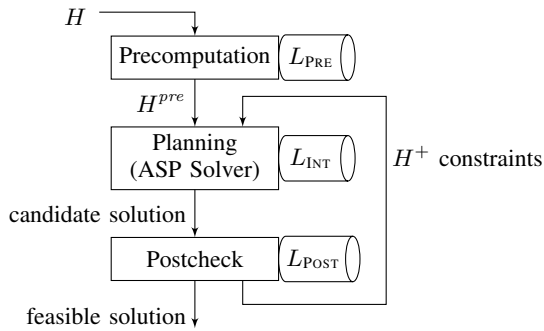 H
Precomputation
L_PRE
H^pre
Planning
(ASP Solver)
L_INT
H^+ constraints
candidate solution
Postcheck
L_POST
feasible solution